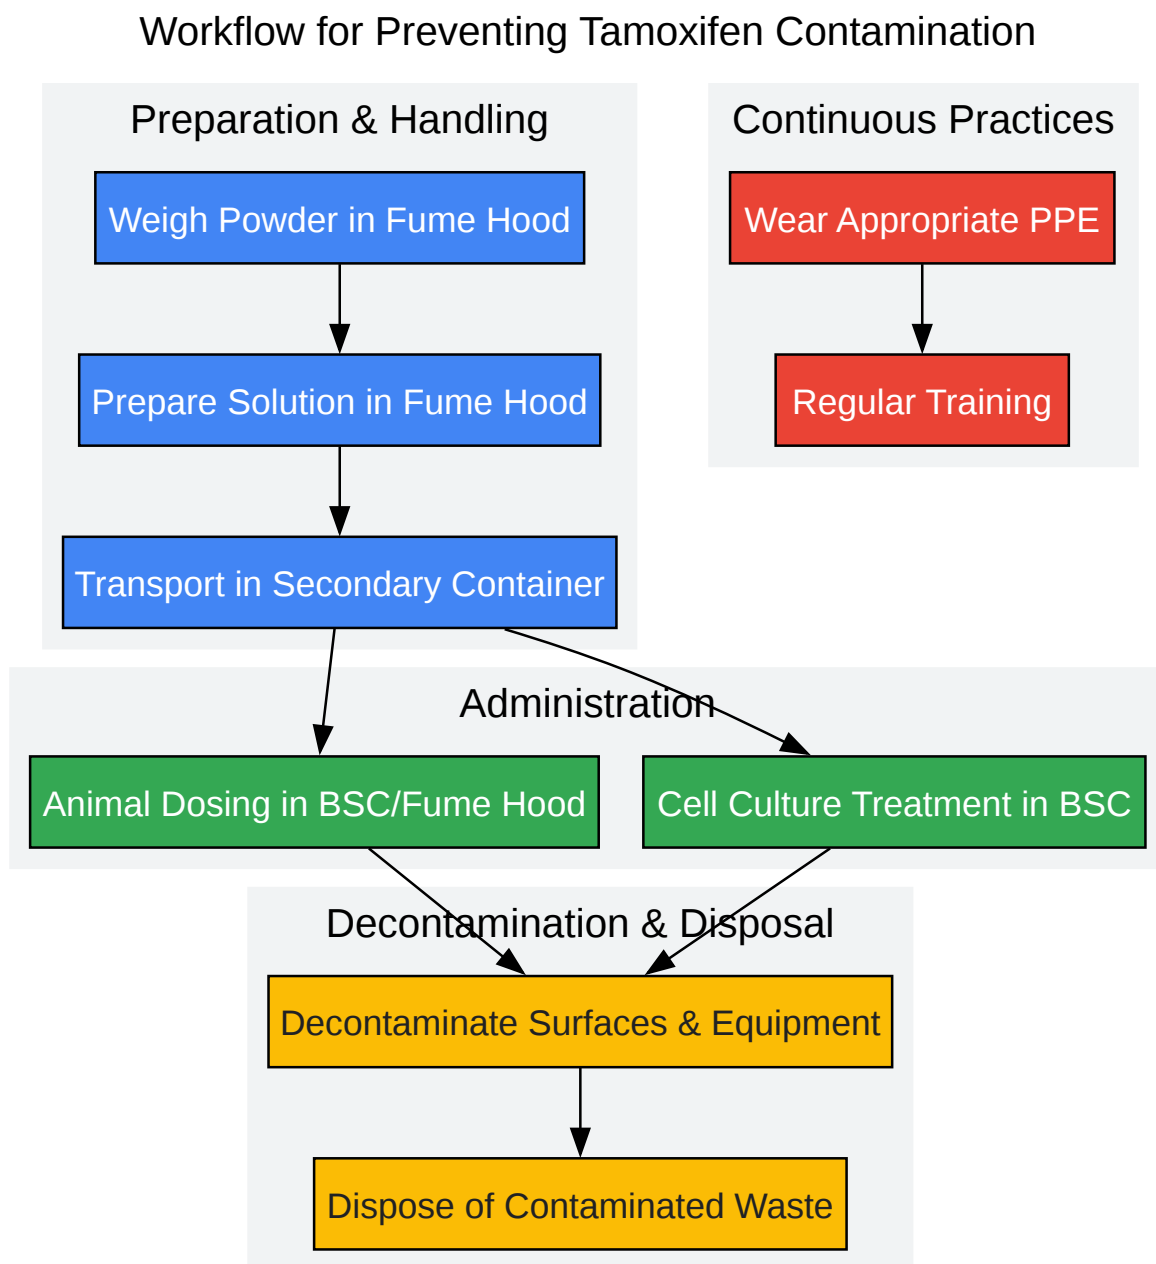 Workflow for Preventing Tamoxifen Contamination
Preparation & Handling
Weigh Powder in Fume Hood
Prepare Solution in Fume Hood
Transport in Secondary Container
Continuous Practices
Wear Appropriate PPE
Regular Training
Administration
Animal Dosing in BSC/Fume Hood
Cell Culture Treatment in BSC
Decontamination & Disposal
Decontaminate Surfaces & Equipment
Dispose of Contaminated Waste